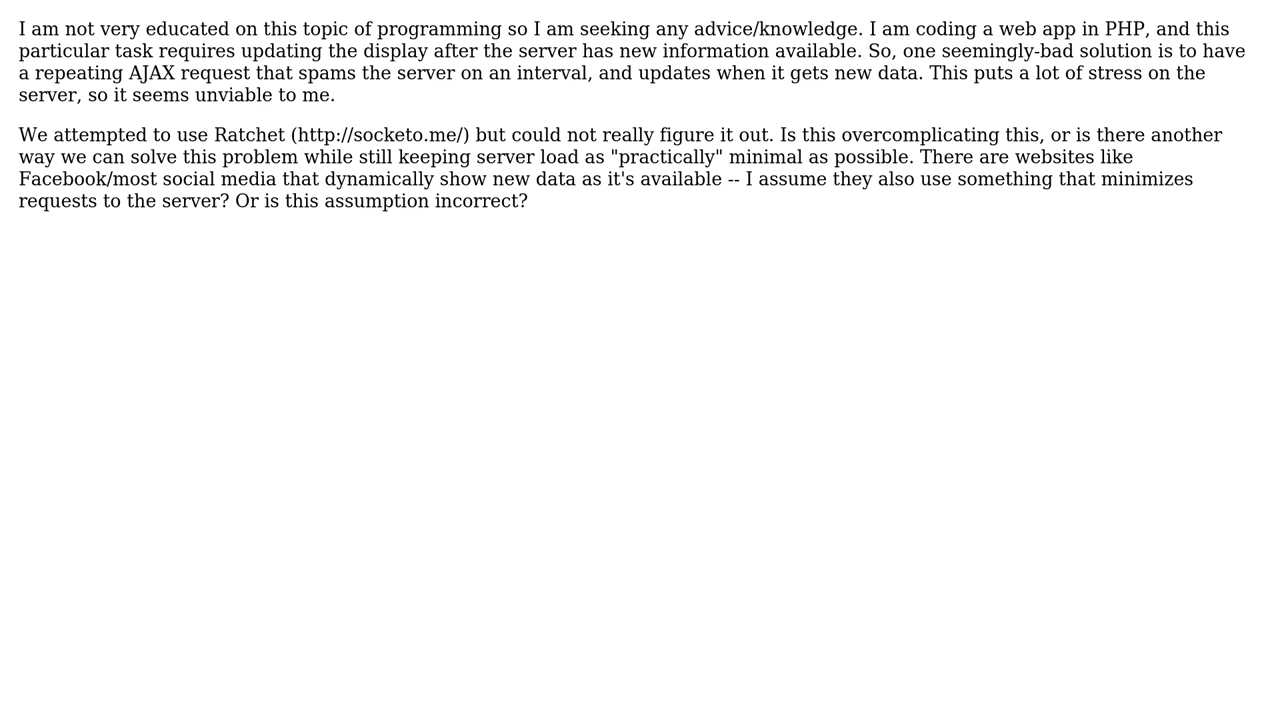 I am not very educated on this topic of programming so I am seeking any advice/knowledge. I am coding a web app in PHP, and this
particular task requires updating the display after the server has new information available. So, one seemingly-bad solution is to have
a repeating AJAX request that spams the server on an interval, and updates when it gets new data. This puts a lot of stress on the
server, so it seems unviable to me.
We attempted to use Ratchet (http://socketo.me/) but could not really figure it out. Is this overcomplicating this, or is there another
way we can solve this problem while still keeping server load as "practically" minimal as possible. There are websites like
Facebook/most social media that dynamically show new data as it's available -- I assume they also use something that minimizes
requests to the server? Or is this assumption incorrect?